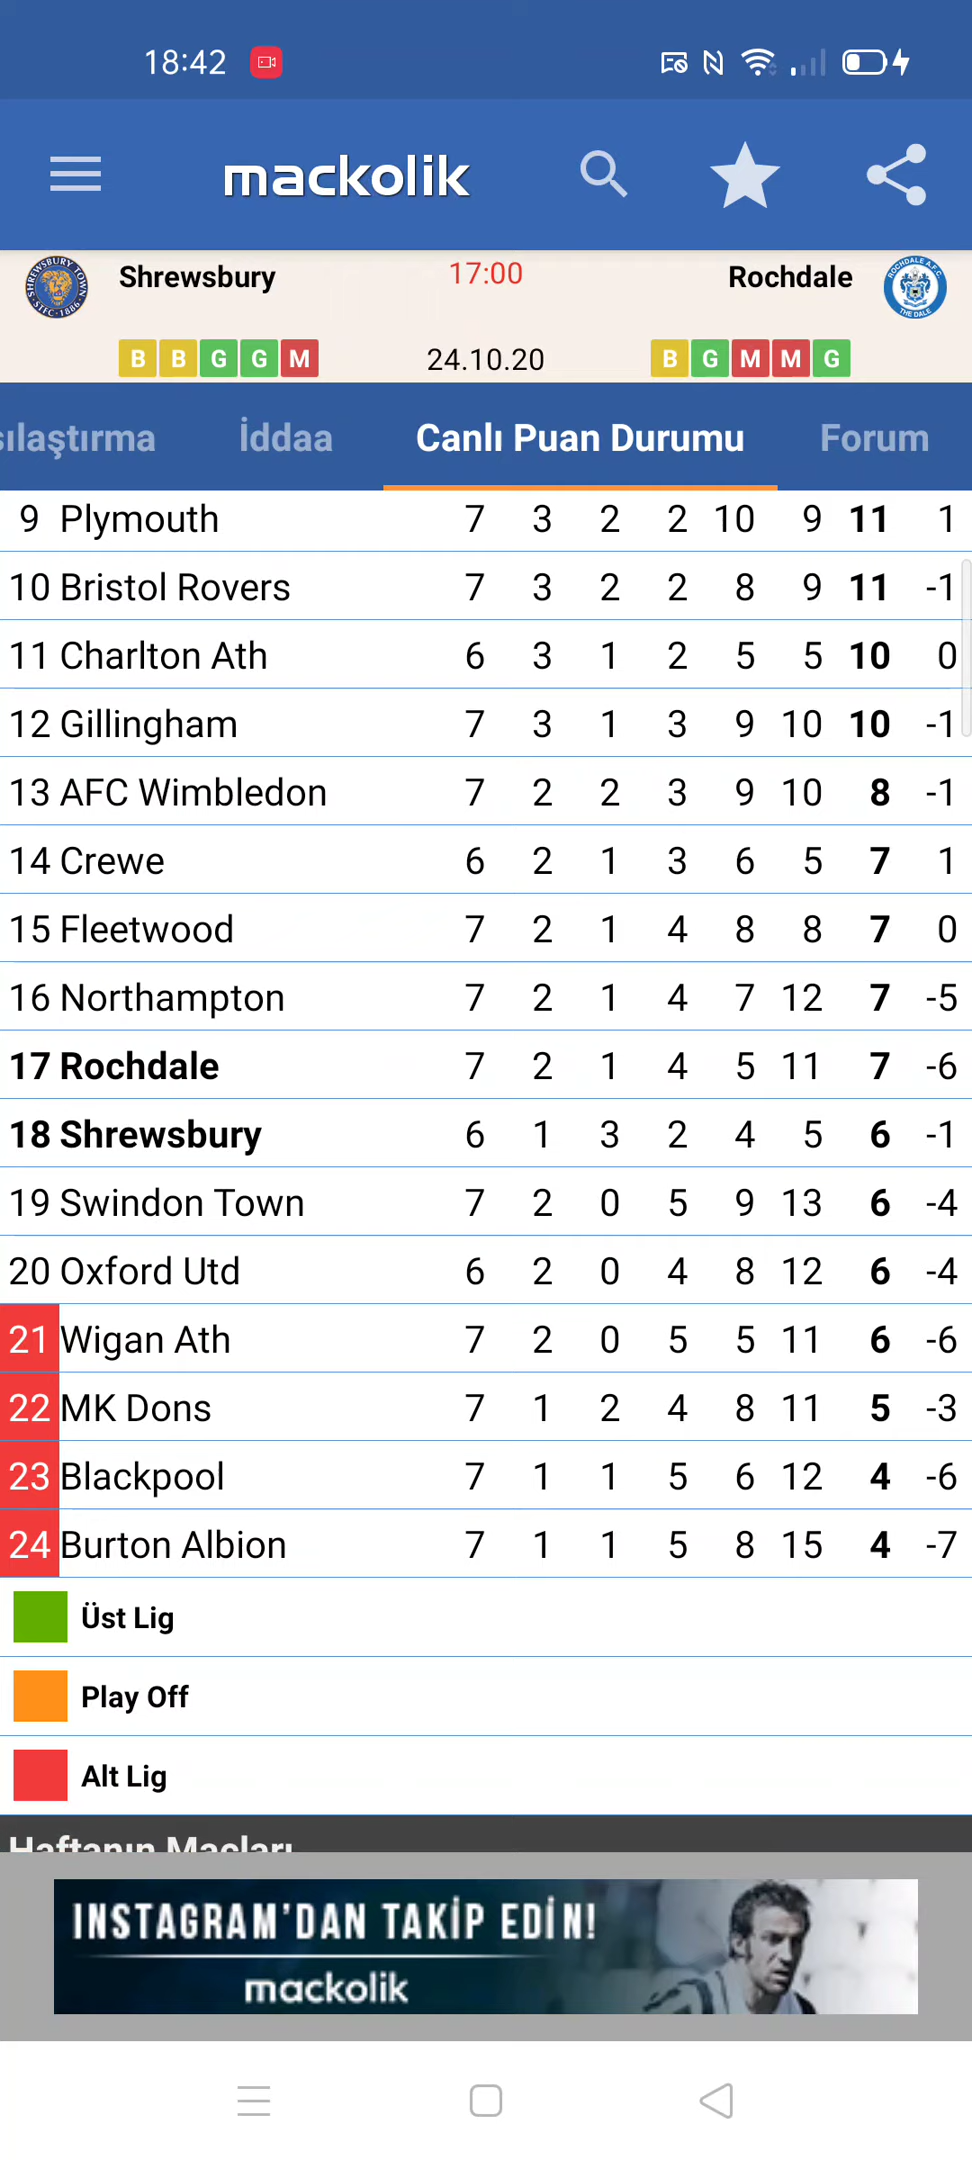 18:42
mackolik
Shrewsbury 17:00 Rochdale
B B G G M 24.10.20 B G M M G
şılaştırma İddaa Canlı Puan Durumu Forum
9 Plymouth 7 3 2 2 10 9 11 1
10 Bristol Rovers 7 3 2 2 8 9 11 -1
11 Charlton Ath 6 3 1 2 5 5 10 0
12 Gillingham 7 3 1 3 9 10 10 -1
13 AFC Wimbledon 7 2 2 3 9 10 8 -1
14 Crewe 6 2 1 3 6 5 7 1
15 Fleetwood 7 2 1 4 8 8 7 0
16 Northampton 7 2 1 4 7 12 7 -5
17 Rochdale 7 2 1 4 5 11 7 -6
18 Shrewsbury 6 1 3 2 4 5 6 -1
19 Swindon Town 7 2 0 5 9 13 6 -4
20 Oxford Utd 6 2 0 4 8 12 6 -4
21 Wigan Ath 7 2 0 5 5 11 6 -6
22 MK Dons 7 1 2 4 8 11 5 -3
23 Blackpool 7 1 1 5 6 12 4 -6
24 Burton Albion 7 1 1 5 8 15 4 -7
Üst Lig
Play Off
Alt Lig
Haftanın Maçları
INSTAGRAM'DAN TAKİP EDİN!
mackolik